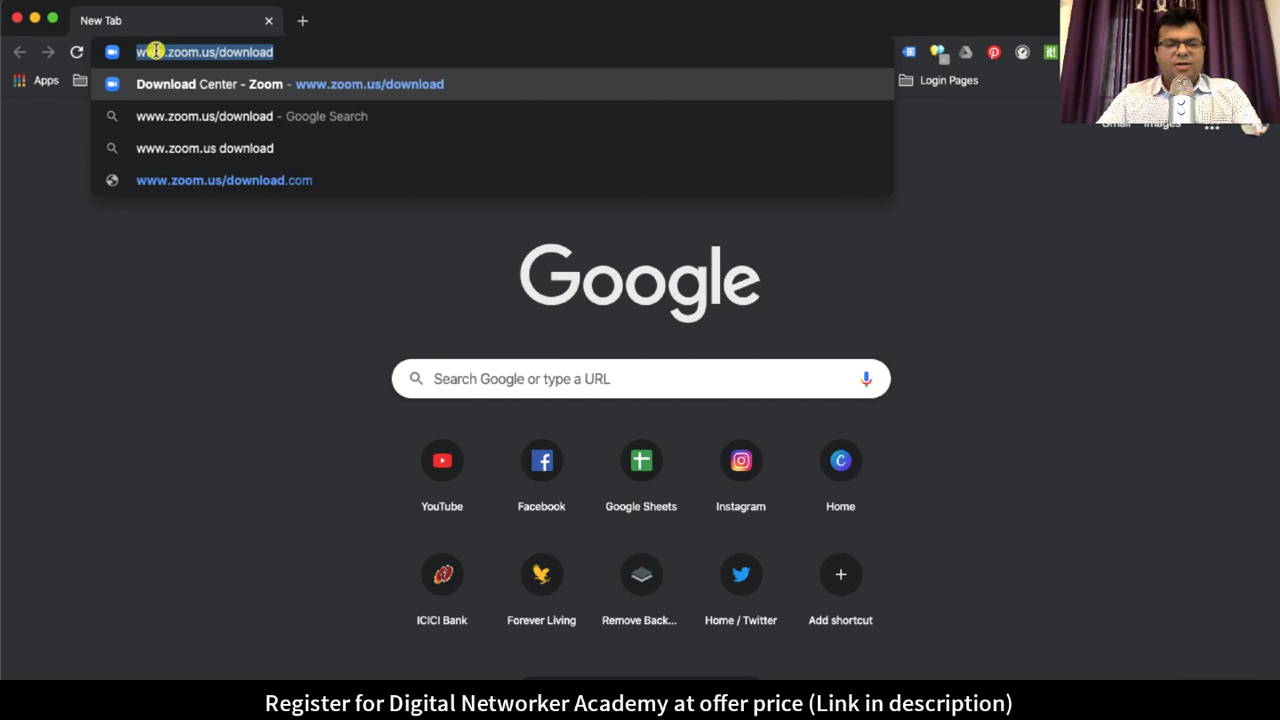 New Tab
www.zoom.us/download
Download Center - Zoom - www.zoom.us/download
Apps
Login Pages
www.zoom.us/download - Google Search
Gmail Images
www.zoom.us download
www.zoom.us/download.com
Google
Search Google or type a URL
YouTube
Facebook
Google Sheets
Instagram
C
Home
ICICI Bank
Forever Living
Remove Back...
Home / Twitter
Add shortcut
Register for Digital Networker Academy at offer price (Link in description)